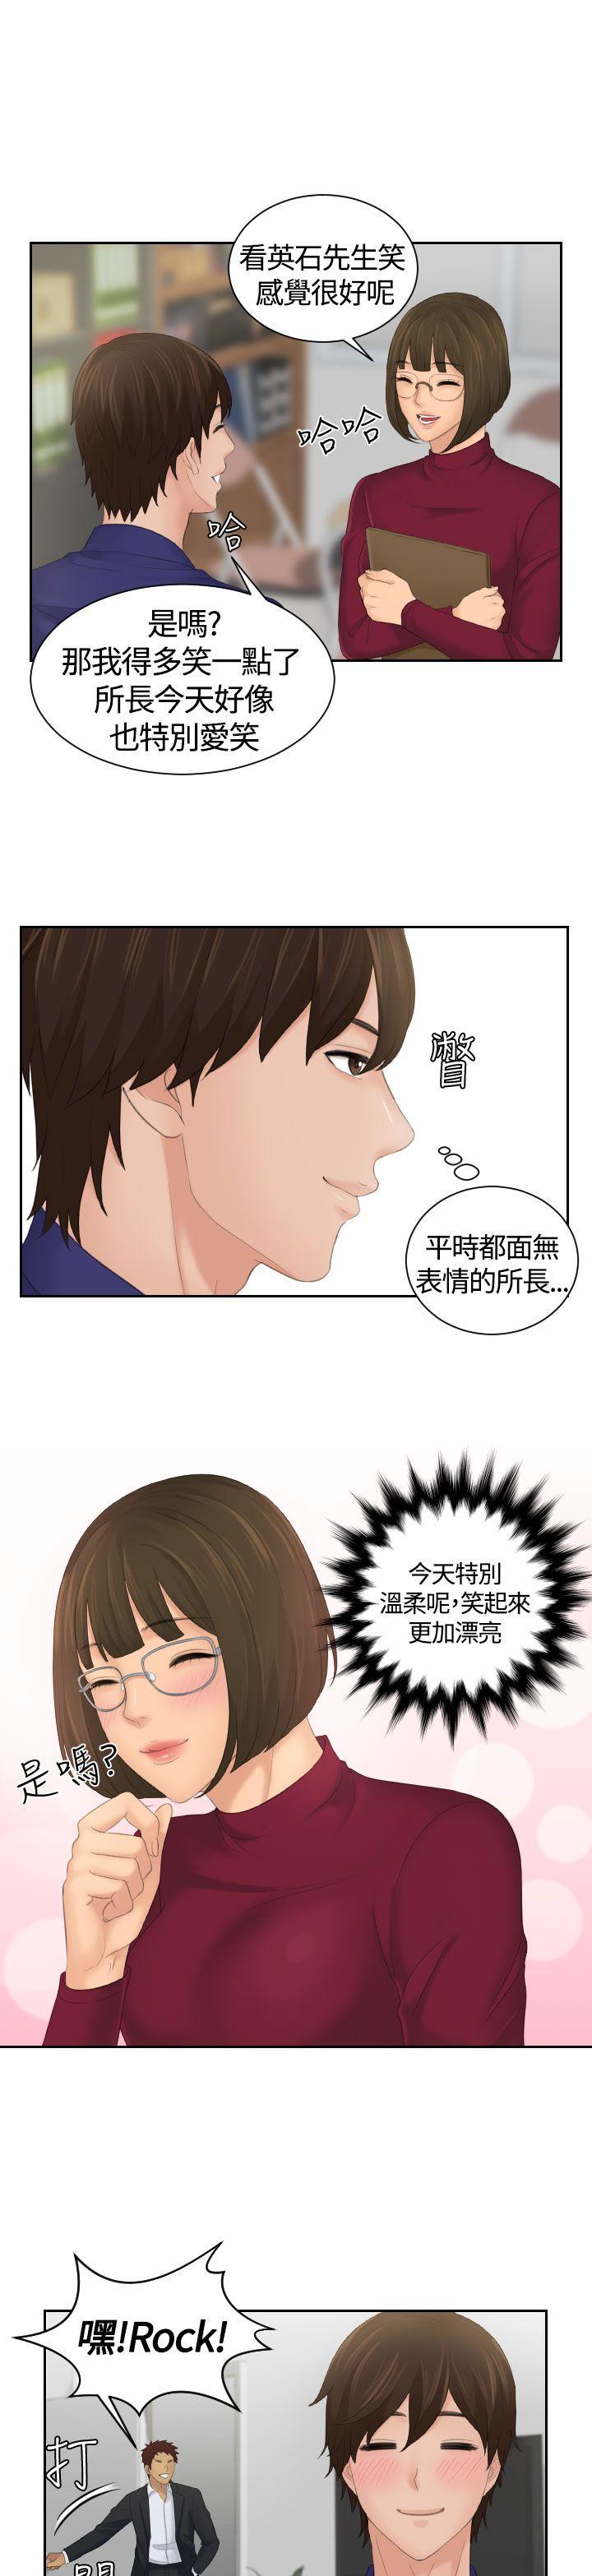 看英石先生笑
感覺很好呢
哈哈
哈
是嗎?
那我得多笑一點了
所長今天好像
也特別愛笑
瞥
平時都面無
表情的所長...
今天特別
溫柔呢,笑起來
更加漂亮
是嗎?
嘿!Rock!
打
開